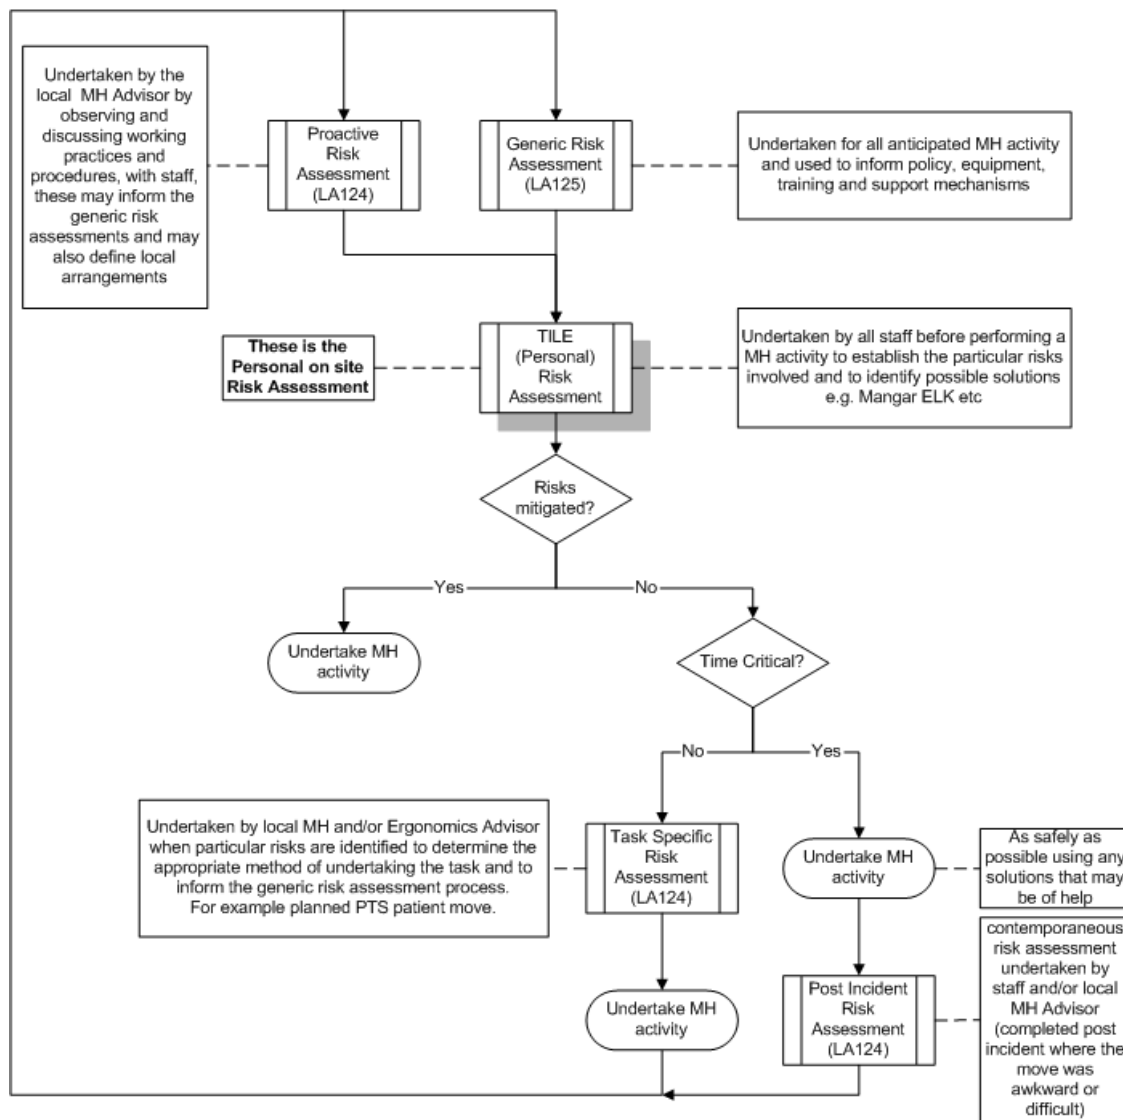 Undertaken by the
local MH Advisor by
observing and
discussing working
practices and
procedures, with staff,
these may inform the
generic risk
assessments and may
also define local
arrangements
Proactive
Risk
Assessment
(LA124)
Generic Risk
Assessment
(LA125)
Undertaken for all anticipated MH activity
and used to inform policy, equipment,
training and support mechanisms
These is the
Personal on site
Risk Assessment
TILE
(Personal)
Risk
Assessment
Undertaken by all staff before performing a
MH activity to establish the particular risks
involved and to identify possible solutions
e.g. Mangar ELK etc
Risks
mitigated?
Yes
No
Undertake MH
activity
Time Critical?
No
Yes
Undertaken by local MH and/or Ergonomics Advisor
when particular risks are identified to determine the
appropriate method of undertaking the task and to
inform the generic risk assessment process.
For example planned PTS patient move.
Task Specific
Risk
Assessment
(LA124)
Undertake MH
activity
As safely as
possible using any
solutions that may
be of help
Undertake MH
activity
Post Incident
Risk
Assessment
(LA124)
contemporaneous
risk assessment
undertaken by
staff and/or local
MH Advisor
(completed post
incident where the
move was
awkward or
difficult)